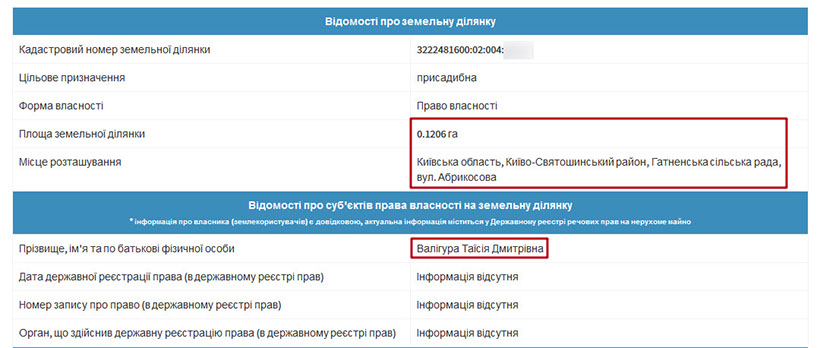 Відомості про земельну ділянку
Кадастровий номер земельної ділянки 3222481600:02:004:
Цільове призначення присадибна
Форма власності Право власності
Площа земельної ділянки 0.1206 га
Місце розташування Київська область, Києво-Святошинський район, Гатненська сільська рада,
вул. Абрикосова
Відомості про суб'єктів права власності на земельну ділянку
* інформація про власника (землекористувачів) є довідковою, актуальна інформація міститься у Державному реєстрі речових прав на нерухоме майно
Прізвище, ім'я та по батькові фізичної особи Валігура Таїсія Дмитрівна
Дата державної реєстрації права (в державному реєстрі прав) Інформація відсутня
Номер запису про право (в державному реєстрі прав) Інформація відсутня
Орган, що здійснив державну реєстрацію права (в державному реєстрі прав) Інформація відсутня